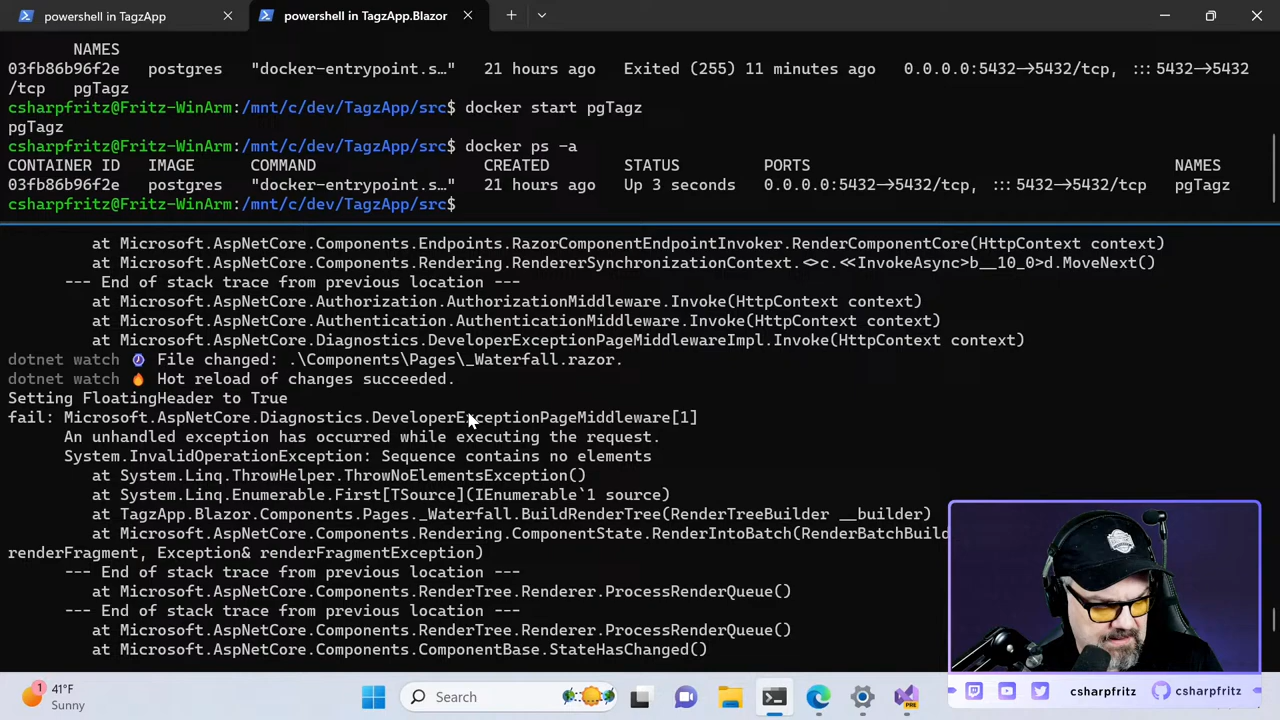 powershell in TagzApp
powershell in TagzApp.Blazor
NAMES
03fb86b96f2e postgres "docker-entrypoint.s…" 21 hours ago Exited (255) 11 minutes ago 0.0.0.0:5432->5432/tcp, :::5432->5432
/tcp pgTagz
csharpfritz@Fritz-WinArm:/mnt/c/dev/TagzApp/src$ docker start pgTagz
pgTagz
csharpfritz@Fritz-WinArm:/mnt/c/dev/TagzApp/src$ docker ps -a
CONTAINER ID IMAGE COMMAND CREATED STATUS PORTS NAMES
03fb86b96f2e postgres "docker-entrypoint.s…" 21 hours ago Up 3 seconds 0.0.0.0:5432->5432/tcp, :::5432->5432/tcp pgTagz
csharpfritz@Fritz-WinArm:/mnt/c/dev/TagzApp/src$
at Microsoft.AspNetCore.Components.Endpoints.RazorComponentEndpointInvoker.RenderComponentCore(HttpContext context)
at Microsoft.AspNetCore.Components.Rendering.RendererSynchronizationContext.<>c.<<InvokeAsync>b__10_0>d.MoveNext()
--- End of stack trace from previous location ---
at Microsoft.AspNetCore.Authorization.AuthorizationMiddleware.Invoke(HttpContext context)
at Microsoft.AspNetCore.Authentication.AuthenticationMiddleware.Invoke(HttpContext context)
at Microsoft.AspNetCore.Diagnostics.DeveloperExceptionPageMiddlewareImpl.Invoke(HttpContext context)
dotnet watch File changed: .\Components\Pages\_Waterfall.razor.
dotnet watch 🔥 Hot reload of changes succeeded.
Setting FloatingHeader to True
fail: Microsoft.AspNetCore.Diagnostics.DeveloperExceptionPageMiddleware[1]
An unhandled exception has occurred while executing the request.
System.InvalidOperationException: Sequence contains no elements
at System.Linq.ThrowHelper.ThrowNoElementsException()
at System.Linq.Enumerable.First[TSource](IEnumerable`1 source)
at TagzApp.Blazor.Components.Pages._Waterfall.BuildRenderTree(RenderTreeBuilder __builder)
at Microsoft.AspNetCore.Components.Rendering.ComponentState.RenderIntoBatch(RenderBatchBuild
renderFragment, Exception& renderFragmentException)
--- End of stack trace from previous location ---
at Microsoft.AspNetCore.Components.RenderTree.Renderer.ProcessRenderQueue()
--- End of stack trace from previous location ---
at Microsoft.AspNetCore.Components.RenderTree.Renderer.ProcessRenderQueue()
at Microsoft.AspNetCore.Components.ComponentBase.StateHasChanged()
csharpfritz csharpfritz
1
41°F
Sunny
Search
PRE